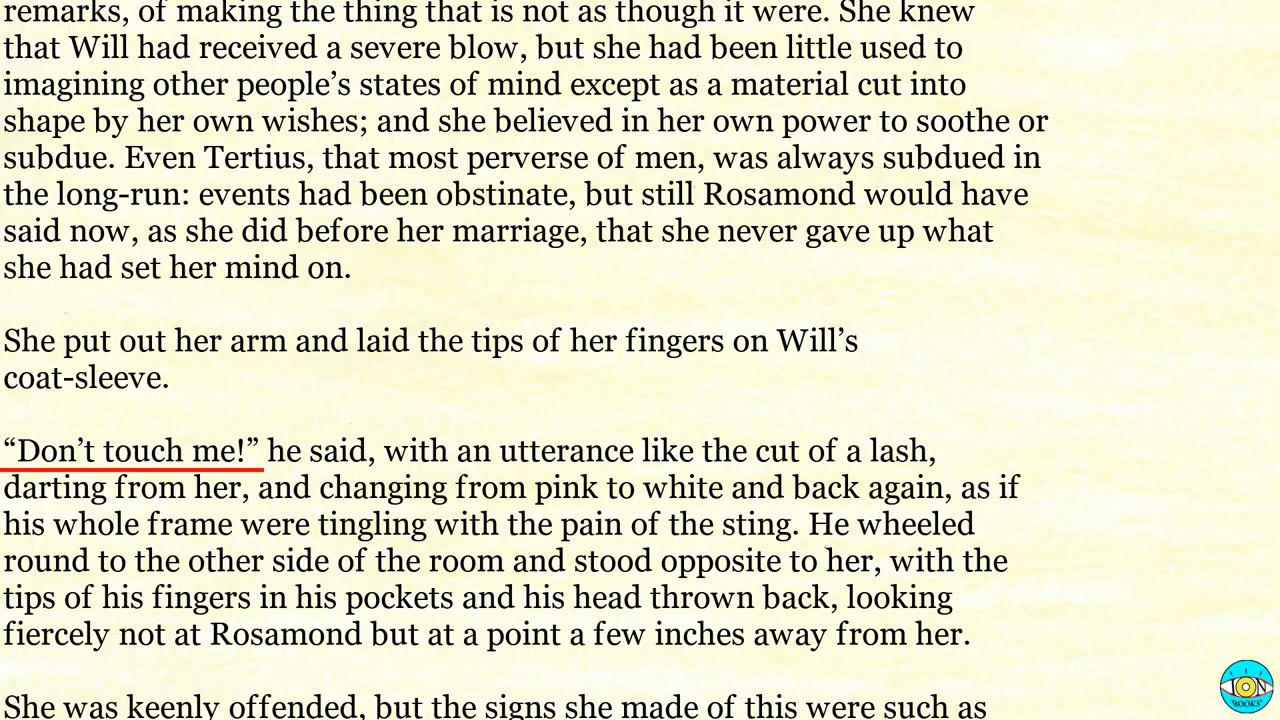 remarks, of making the thing that is not as though it were. She knew
that Will had received a severe blow, but she had been little used to
imagining other people’s states of mind except as a material cut into
shape by her own wishes; and she believed in her own power to soothe or
subdue. Even Tertius, that most perverse of men, was always subdued in
the long-run: events had been obstinate, but still Rosamond would have
said now, as she did before her marriage, that she never gave up what
she had set her mind on.
She put out her arm and laid the tips of her fingers on Will’s
coat-sleeve.
“Don’t touch me!” he said, with an utterance like the cut of a lash,
darting from her, and changing from pink to white and back again, as if
his whole frame were tingling with the pain of the sting. He wheeled
round to the other side of the room and stood opposite to her, with the
tips of his fingers in his pockets and his head thrown back, looking
fiercely not at Rosamond but at a point a few inches away from her.
She was keenly offended, but the signs she made of this were such as
ION
BOOKS